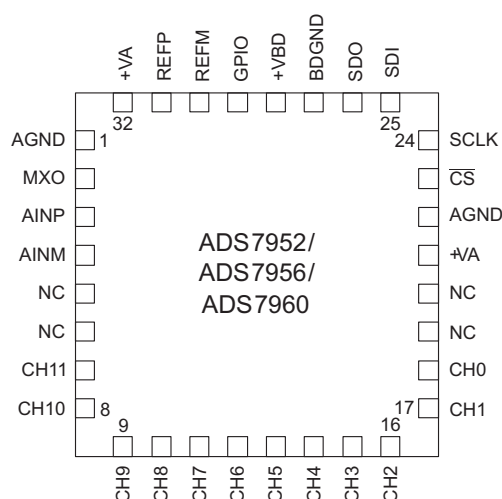 +VA
REFP
REFM
GPIO
+VBD
BDGND
SDO
SDI
32
25
AGND
1
24
SCLK
MXO
CS
AINP
AGND
AINM
+VA
NC
NC
NC
NC
CH11
CH0
CH10
8
17
CH1
9
16
ADS7952/
ADS7956/
ADS7960
CH9
CH8
CH7
CH6
CH5
CH4
CH3
CH2